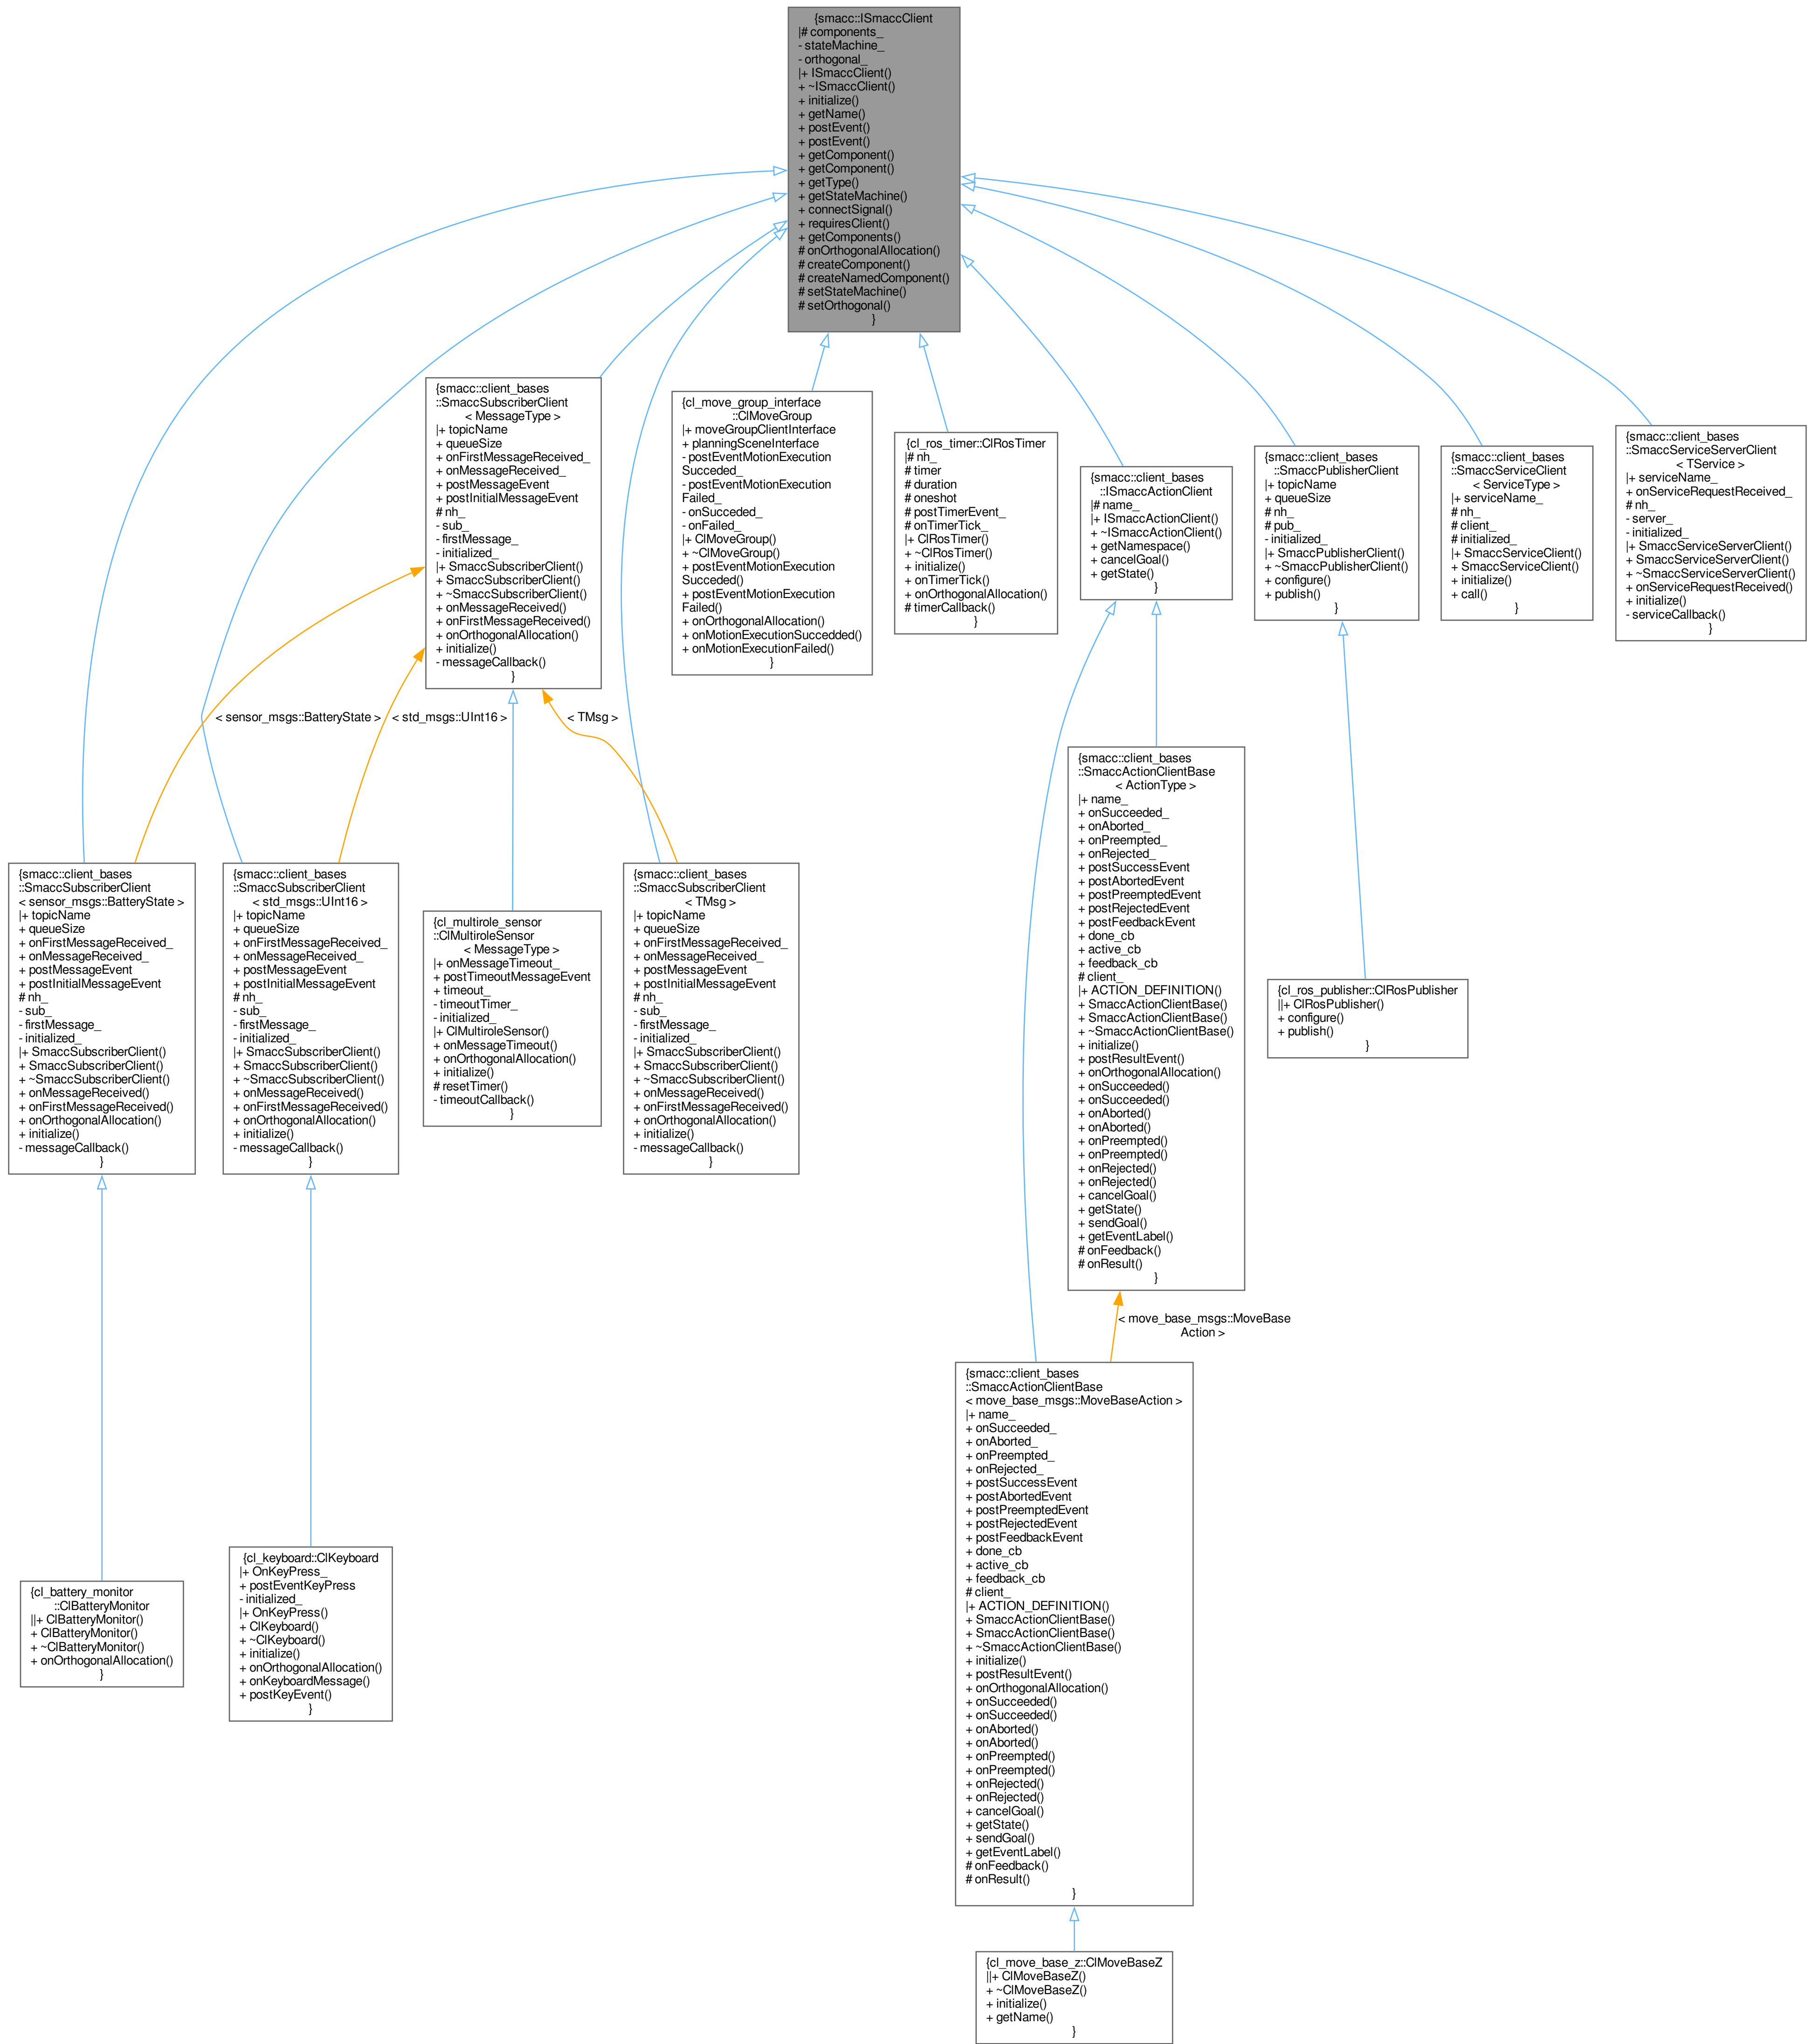 {smacc::ISmaccClient
|# components_
- stateMachine_
- orthogonal_
|+ ISmaccClient()
+ ~ISmaccClient()
+ initialize()
+ getName()
+ postEvent()
+ postEvent()
+ getComponent()
+ getComponent()
+ getType()
+ getStateMachine()
+ connectSignal()
+ requiresClient()
+ getComponents()
# onOrthogonalAllocation()
# createComponent()
# createNamedComponent()
# setStateMachine()
# setOrthogonal()
}
{smacc::client_bases
::SmaccSubscriberClient
< MessageType >
|+ topicName
+ queueSize
+ onFirstMessageReceived_
+ onMessageReceived_
+ postMessageEvent
+ postInitialMessageEvent
# nh_
- sub_
- firstMessage_
- initialized_
|+ SmaccSubscriberClient()
+ SmaccSubscriberClient()
+ ~SmaccSubscriberClient()
+ onMessageReceived()
+ onFirstMessageReceived()
+ onOrthogonalAllocation()
+ initialize()
- messageCallback()
}
{cl_move_group_interface
::ClMoveGroup
|+ moveGroupClientInterface
+ planningSceneInterface
- postEventMotionExecution
Succeded_
- postEventMotionExecution
Failed_
- onSucceded_
- onFailed_
|+ ClMoveGroup()
+ ~ClMoveGroup()
+ postEventMotionExecution
Succeded()
+ postEventMotionExecution
Failed()
+ onOrthogonalAllocation()
+ onMotionExecutionSuccedded()
+ onMotionExecutionFailed()
}
{cl_ros_timer::ClRosTimer
|# nh_
# timer
# duration
# oneshot
# postTimerEvent_
# onTimerTick_
|+ ClRosTimer()
+ ~ClRosTimer()
+ initialize()
+ onTimerTick()
+ onOrthogonalAllocation()
# timerCallback()
}
{smacc::client_bases
::ISmaccActionClient
|# name_
|+ ISmaccActionClient()
+ ~ISmaccActionClient()
+ getNamespace()
+ cancelGoal()
+ getState()
}
{smacc::client_bases
::SmaccPublisherClient
|+ topicName
+ queueSize
# nh_
# pub_
- initialized_
|+ SmaccPublisherClient()
+ ~SmaccPublisherClient()
+ configure()
+ publish()
}
{smacc::client_bases
::SmaccServiceClient
< ServiceType >
|+ serviceName_
# nh_
# client_
# initialized_
|+ SmaccServiceClient()
+ SmaccServiceClient()
+ initialize()
+ call()
}
{smacc::client_bases
::SmaccServiceServerClient
< TService >
|+ serviceName_
+ onServiceRequestReceived_
# nh_
- server_
- initialized_
|+ SmaccServiceServerClient()
+ SmaccServiceServerClient()
+ ~SmaccServiceServerClient()
+ onServiceRequestReceived()
+ initialize()
- serviceCallback()
}
< sensor_msgs::BatteryState >
< std_msgs::UInt16 >
< TMsg >
{smacc::client_bases
::SmaccSubscriberClient
< sensor_msgs::BatteryState >
|+ topicName
+ queueSize
+ onFirstMessageReceived_
+ onMessageReceived_
+ postMessageEvent
+ postInitialMessageEvent
# nh_
- sub_
- firstMessage_
- initialized_
|+ SmaccSubscriberClient()
+ SmaccSubscriberClient()
+ ~SmaccSubscriberClient()
+ onMessageReceived()
+ onFirstMessageReceived()
+ onOrthogonalAllocation()
+ initialize()
- messageCallback()
}
{smacc::client_bases
::SmaccSubscriberClient
< std_msgs::UInt16 >
|+ topicName
+ queueSize
+ onFirstMessageReceived_
+ onMessageReceived_
+ postMessageEvent
+ postInitialMessageEvent
# nh_
- sub_
- firstMessage_
- initialized_
|+ SmaccSubscriberClient()
+ SmaccSubscriberClient()
+ ~SmaccSubscriberClient()
+ onMessageReceived()
+ onFirstMessageReceived()
+ onOrthogonalAllocation()
+ initialize()
- messageCallback()
}
{cl_multirole_sensor
::ClMultiroleSensor
< MessageType >
|+ onMessageTimeout_
+ postTimeoutMessageEvent
+ timeout_
- timeoutTimer_
- initialized_
|+ ClMultiroleSensor()
+ onMessageTimeout()
+ onOrthogonalAllocation()
+ initialize()
# resetTimer()
- timeoutCallback()
}
{smacc::client_bases
::SmaccSubscriberClient
< TMsg >
|+ topicName
+ queueSize
+ onFirstMessageReceived_
+ onMessageReceived_
+ postMessageEvent
+ postInitialMessageEvent
# nh_
- sub_
- firstMessage_
- initialized_
|+ SmaccSubscriberClient()
+ SmaccSubscriberClient()
+ ~SmaccSubscriberClient()
+ onMessageReceived()
+ onFirstMessageReceived()
+ onOrthogonalAllocation()
+ initialize()
- messageCallback()
}
{smacc::client_bases
::SmaccActionClientBase
< ActionType >
|+ name_
+ onSucceeded_
+ onAborted_
+ onPreempted_
+ onRejected_
+ postSuccessEvent
+ postAbortedEvent
+ postPreemptedEvent
+ postRejectedEvent
+ postFeedbackEvent
+ done_cb
+ active_cb
+ feedback_cb
# client_
|+ ACTION_DEFINITION()
+ SmaccActionClientBase()
+ SmaccActionClientBase()
+ ~SmaccActionClientBase()
+ initialize()
+ postResultEvent()
+ onOrthogonalAllocation()
+ onSucceeded()
+ onSucceeded()
+ onAborted()
+ onAborted()
+ onPreempted()
+ onPreempted()
+ onRejected()
+ onRejected()
+ cancelGoal()
+ getState()
+ sendGoal()
+ getEventLabel()
# onFeedback()
# onResult()
}
{cl_ros_publisher::ClRosPublisher
||+ ClRosPublisher()
+ configure()
+ publish()
}
< move_base_msgs::MoveBase
Action >
{smacc::client_bases
::SmaccActionClientBase
< move_base_msgs::MoveBaseAction >
|+ name_
+ onSucceeded_
+ onAborted_
+ onPreempted_
+ onRejected_
+ postSuccessEvent
+ postAbortedEvent
+ postPreemptedEvent
+ postRejectedEvent
+ postFeedbackEvent
+ done_cb
+ active_cb
+ feedback_cb
# client_
|+ ACTION_DEFINITION()
+ SmaccActionClientBase()
+ SmaccActionClientBase()
+ ~SmaccActionClientBase()
+ initialize()
+ postResultEvent()
+ onOrthogonalAllocation()
+ onSucceeded()
+ onSucceeded()
+ onAborted()
+ onAborted()
+ onPreempted()
+ onPreempted()
+ onRejected()
+ onRejected()
+ cancelGoal()
+ getState()
+ sendGoal()
+ getEventLabel()
# onFeedback()
# onResult()
}
{cl_battery_monitor
::ClBatteryMonitor
||+ ClBatteryMonitor()
+ ClBatteryMonitor()
+ ~ClBatteryMonitor()
+ onOrthogonalAllocation()
}
{cl_keyboard::ClKeyboard
|+ OnKeyPress_
+ postEventKeyPress
- initialized_
|+ OnKeyPress()
+ ClKeyboard()
+ ~ClKeyboard()
+ initialize()
+ onOrthogonalAllocation()
+ onKeyboardMessage()
+ postKeyEvent()
}
{cl_move_base_z::ClMoveBaseZ
||+ ClMoveBaseZ()
+ ~ClMoveBaseZ()
+ initialize()
+ getName()
}